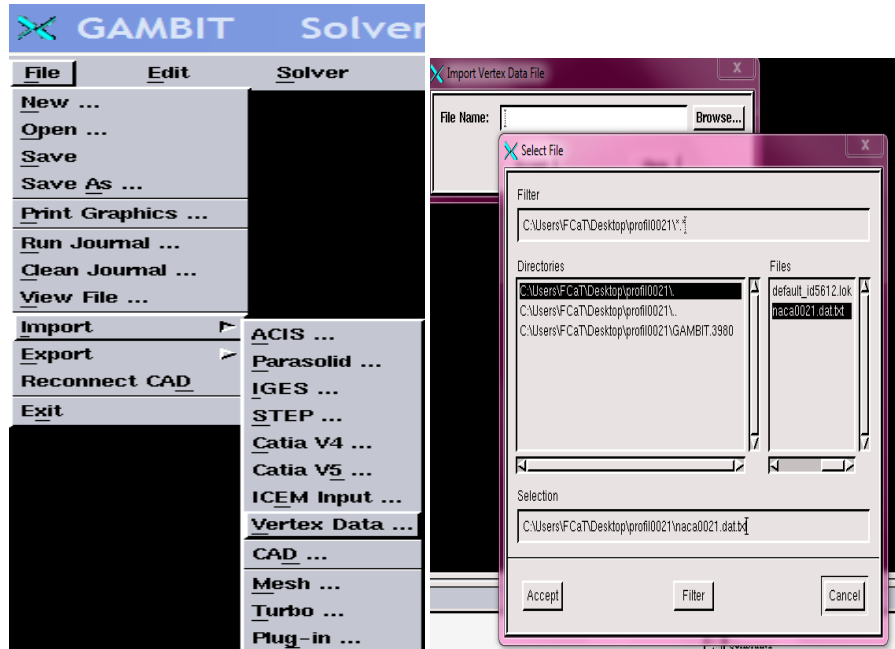 GAMBIT Solver
File Edit Solver
New ...
Open ...
Save
Save As ...
Print Graphics ...
Run Journal ...
Clean Journal ...
View File ...
Import
Export
Reconnect CAD
Exit
ACIS ...
Parasolid ...
IGES ...
STEP ...
Catia V4 ...
Catia V5 ...
ICEM Input ...
Vertex Data ...
CAD ...
Mesh ...
Turbo ...
Plug-in ...
Import Vertex Data File
X
File Name:
Browse...
Select File
X
Filter
C:\Users\FCaT\Desktop\profil0021\*.*
Directories
C:\Users\FCaT\Desktop\profil0021\.
C:\Users\FCaT\Desktop\profil0021\..
C:\Users\FCaT\Desktop\profil0021\GAMBIT.3980
Files
default_id5612.lok
naca0021.dat.txt
Selection
C:\Users\FCaT\Desktop\profil0021\naca0021.dat.txt
Accept Filter Cancel